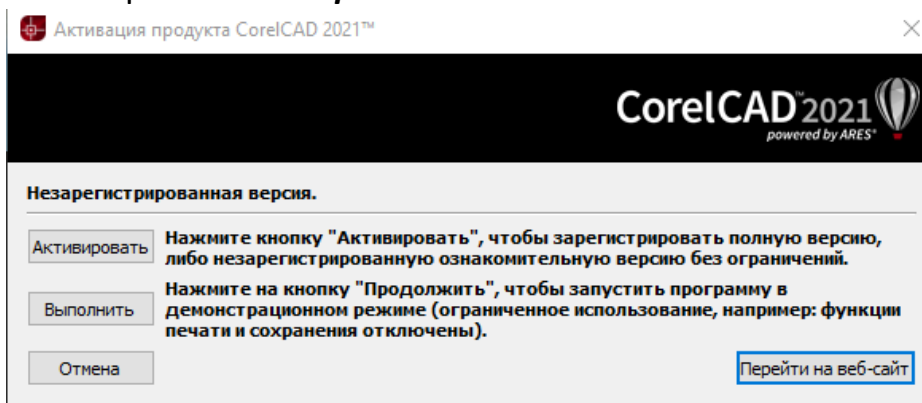 Активация продукта CorelCAD 2021™
CorelCAD™2021
powered by ARES®
Незарегистрированная версия.
Активировать
Нажмите кнопку "Активировать", чтобы зарегистрировать полную версию,
либо незарегистрированную ознакомительную версию без ограничений.
Выполнить
Нажмите на кнопку "Продолжить", чтобы запустить программу в
демонстрационном режиме (ограниченное использование, например: функции
печати и сохранения отключены).
Отмена
Перейти на веб-сайт